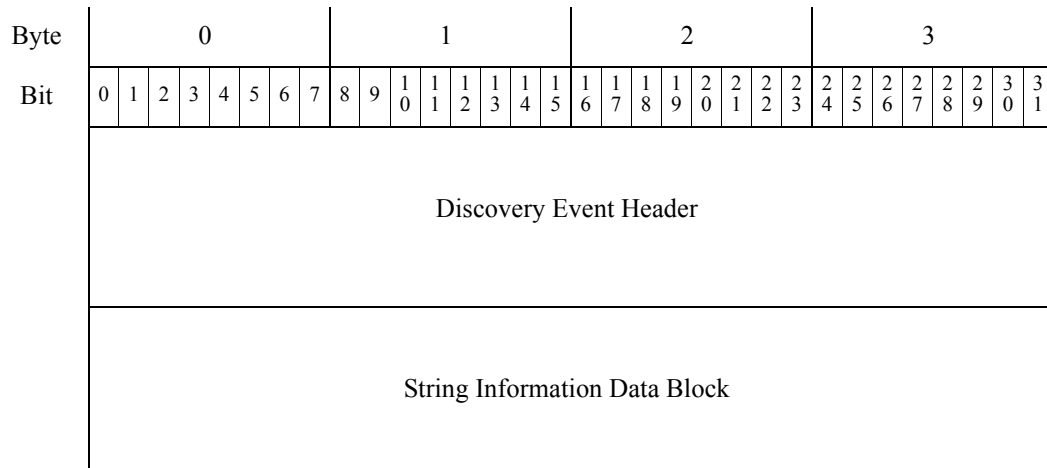 Byte 0 1 2 3
Bit 0 1 2 3 4 5 6 7 8 9 10 11 12 13 14 15 16 17 18 19 20 21 22 23 24 25 26 27 28 29 30 31
Discovery Event Header
String Information Data Block